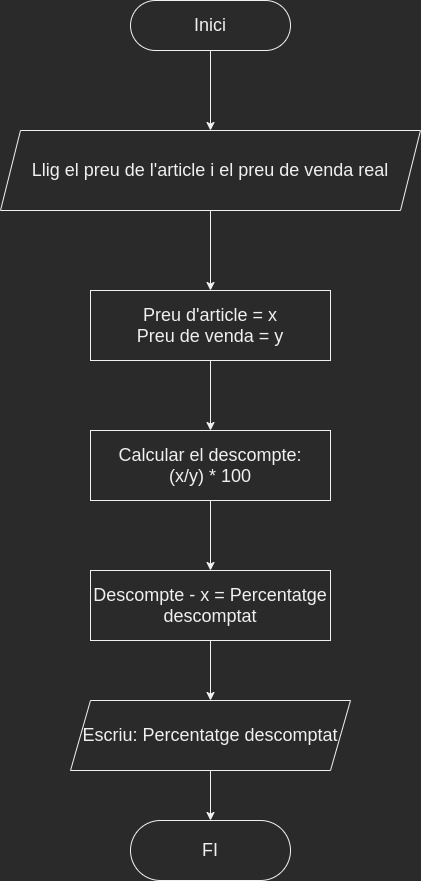 Inici
Llig el preu de l'article i el preu de venda real
Preu d'article = x
Preu de venda = y
Calcular el descompte:
(x/y) * 100
Descompte - x = Percentatge
descomptat
Escriu: Percentatge descomptat
FI